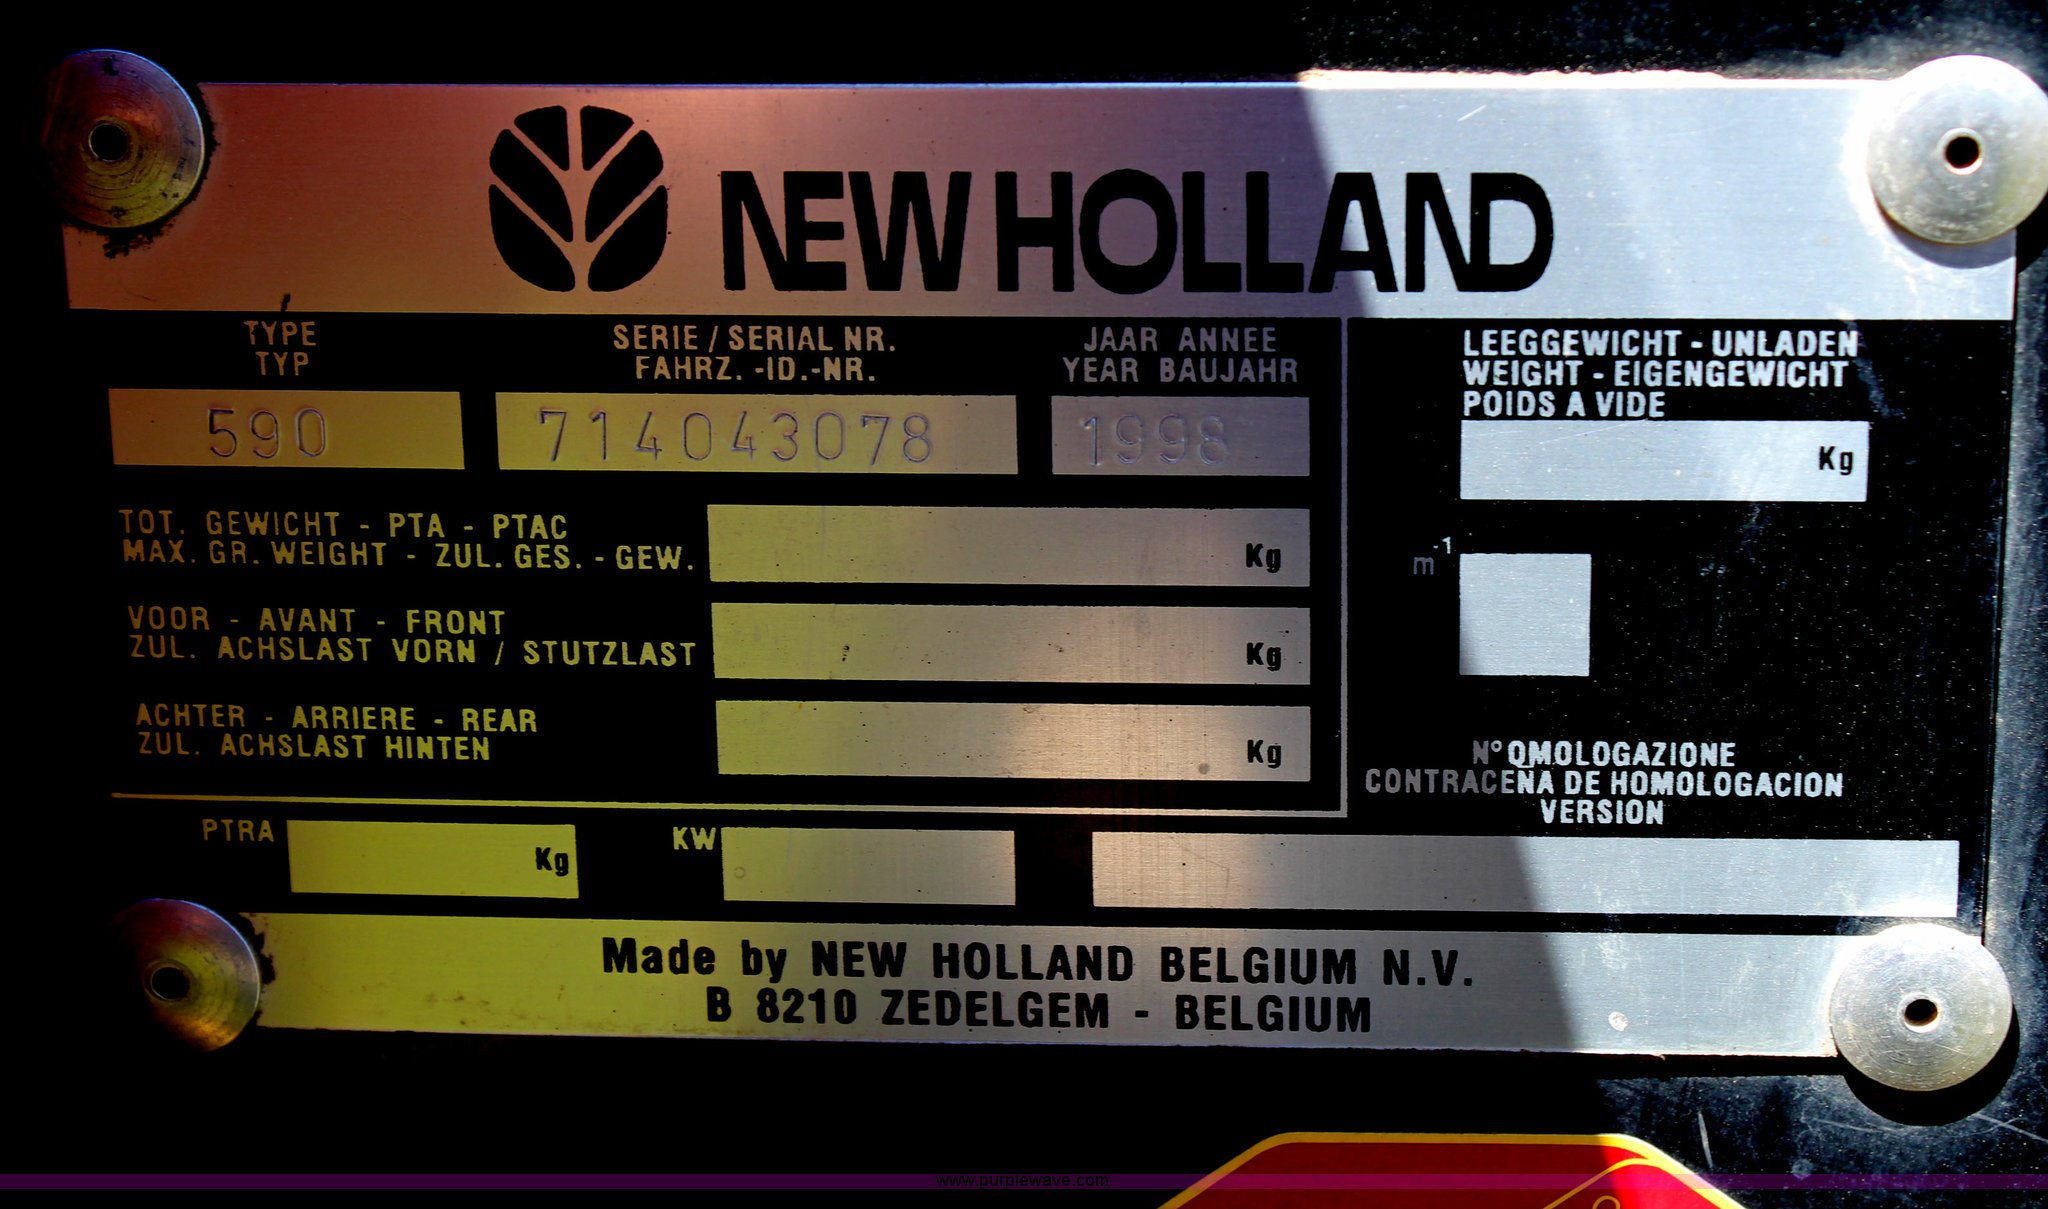 NEW HOLLAND
TYPE
TYP
590
SERIE / SERIAL NR.
FAHRZ. -ID.-NR.
714043078
JAAR ANNEE
YEAR BAUJAHR
1998
LEEGGEWICHT - UNLADEN
WEIGHT - EIGENGEWICHT
POIDS A VIDE
Kg
TOT. GEWICHT - PTA - PTAC
MAX. GR. WEIGHT - ZUL. GES. - GEW.
Kg
m-1
VOOR - AVANT - FRONT
ZUL. ACHSLAST VORN / STUTZLAST
Kg
ACHTER - ARRIERE - REAR
ZUL. ACHSLAST HINTEN
Kg
N° OMOLOGAZIONE
CONTRACENA DE HOMOLOGACION
VERSION
PTRA
Kg
KW
Made by NEW HOLLAND BELGIUM N.V.
B 8210 ZEDELGEM - BELGIUM
www.purplewave.com